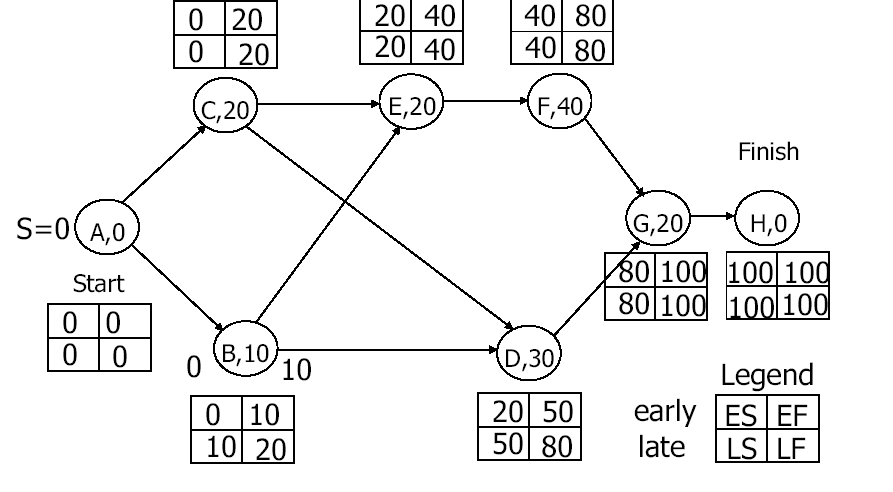 0 20
0 20
20 40
20 40
40 80
40 80
C,20
E,20
F,40
Finish
S=0
A,0
G,20
H,0
Start
80 100
80 100
100 100
100 100
0 0
0 0
0
B,10
10
D,30
0 10
10 20
20 50
50 80
Legend
early
ES EF
late
LS LF